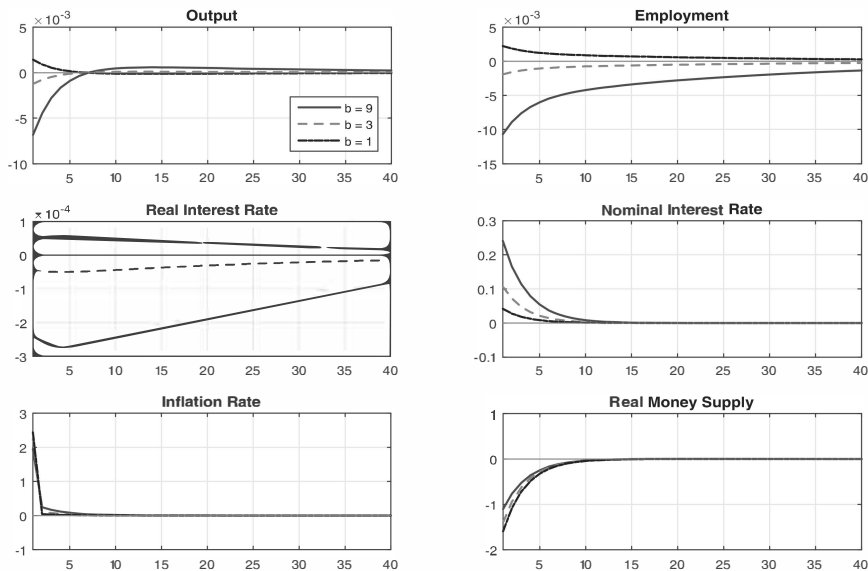 Output
5 × 10⁻³
0
-5
-10
5 10 15 20 25 30 35 40
b = 9
b = 3
b = 1
Employment
5 × 10⁻³
0
-5
-10
-15
5 10 15 20 25 30 35 40
Real Interest Rate
1 × 10⁻⁴
0
-1
-2
-3
5 10 15 20 25 30 35 40
Nominal Interest Rate
0.3
0.2
0.1
0
-0.1
5 10 15 20 25 30 35 40
Inflation Rate
3
2
1
0
-1
5 10 15 20 25 30 35 40
Real Money Supply
1
0
-1
-2
5 10 15 20 25 30 35 40